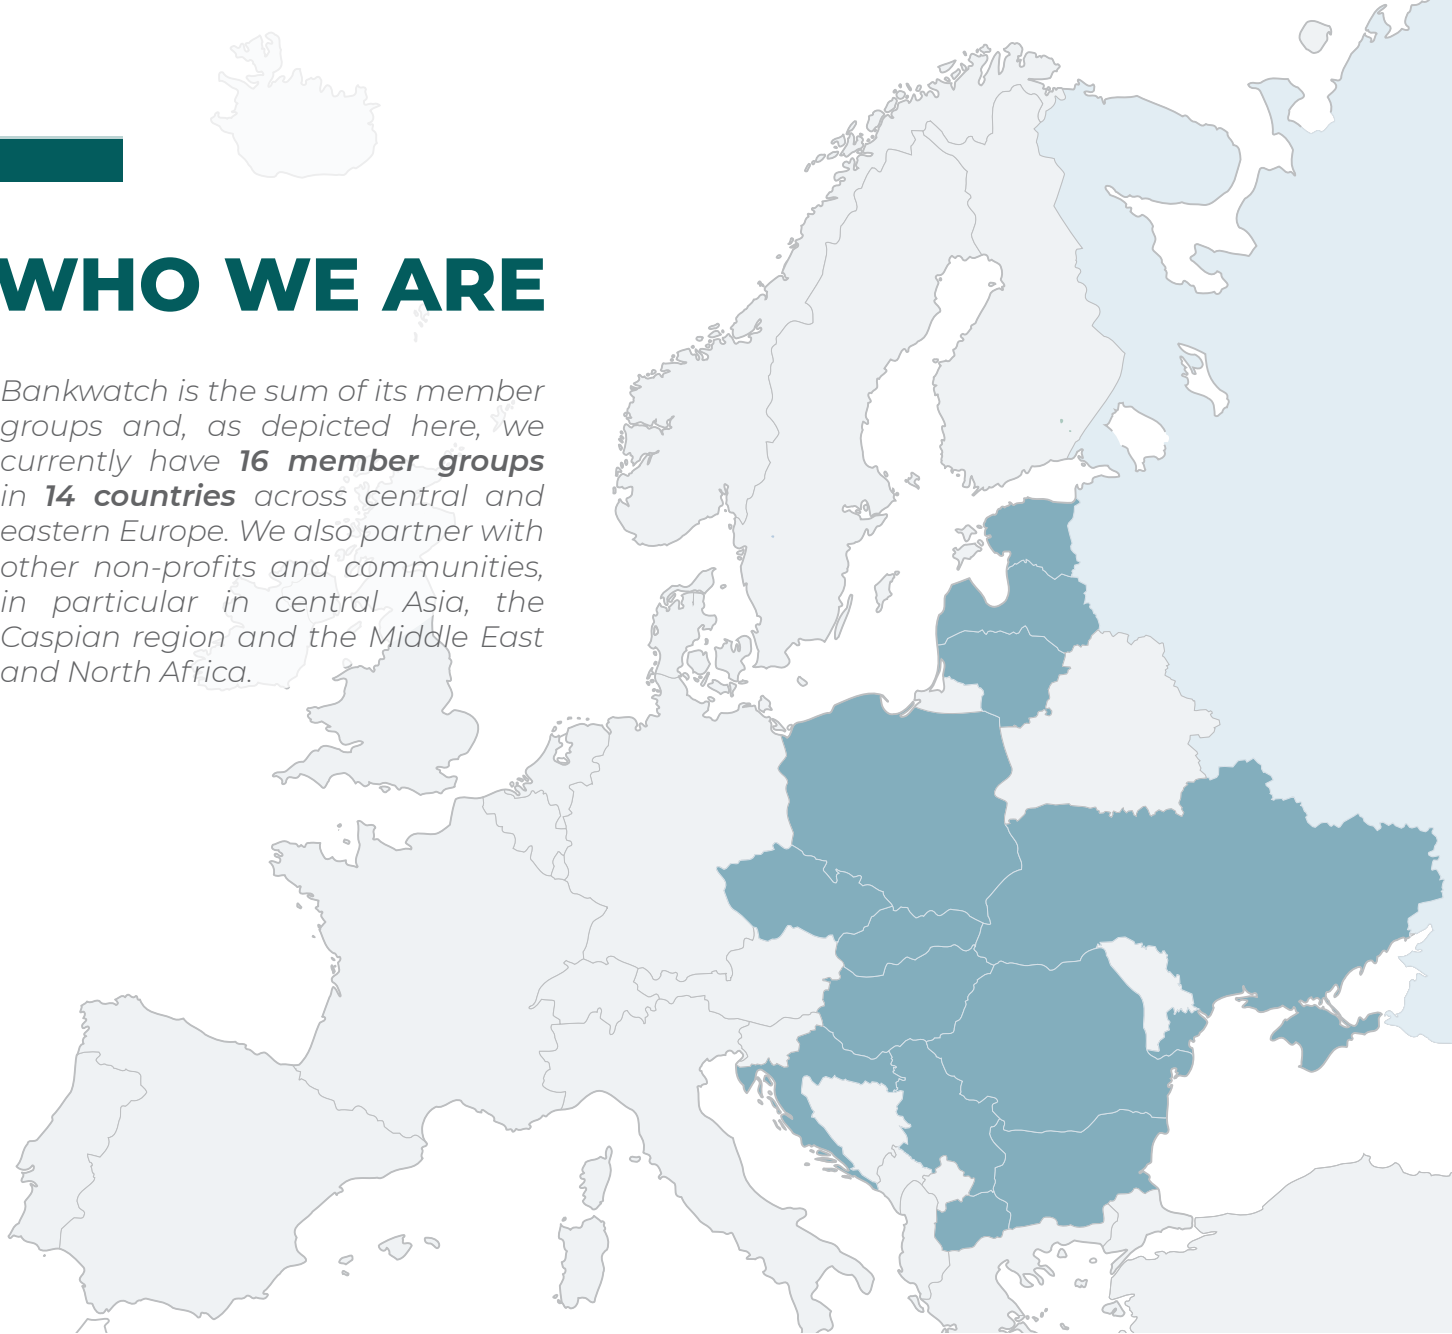 WHO WE ARE
Bankwatch is the sum of its member
groups and, as depicted here, we
currently have 16 member groups
in 14 countries across central and
eastern Europe. We also partner with
other non-profits and communities,
in particular in central Asia, the
Caspian region and the Middle East
and North Africa.